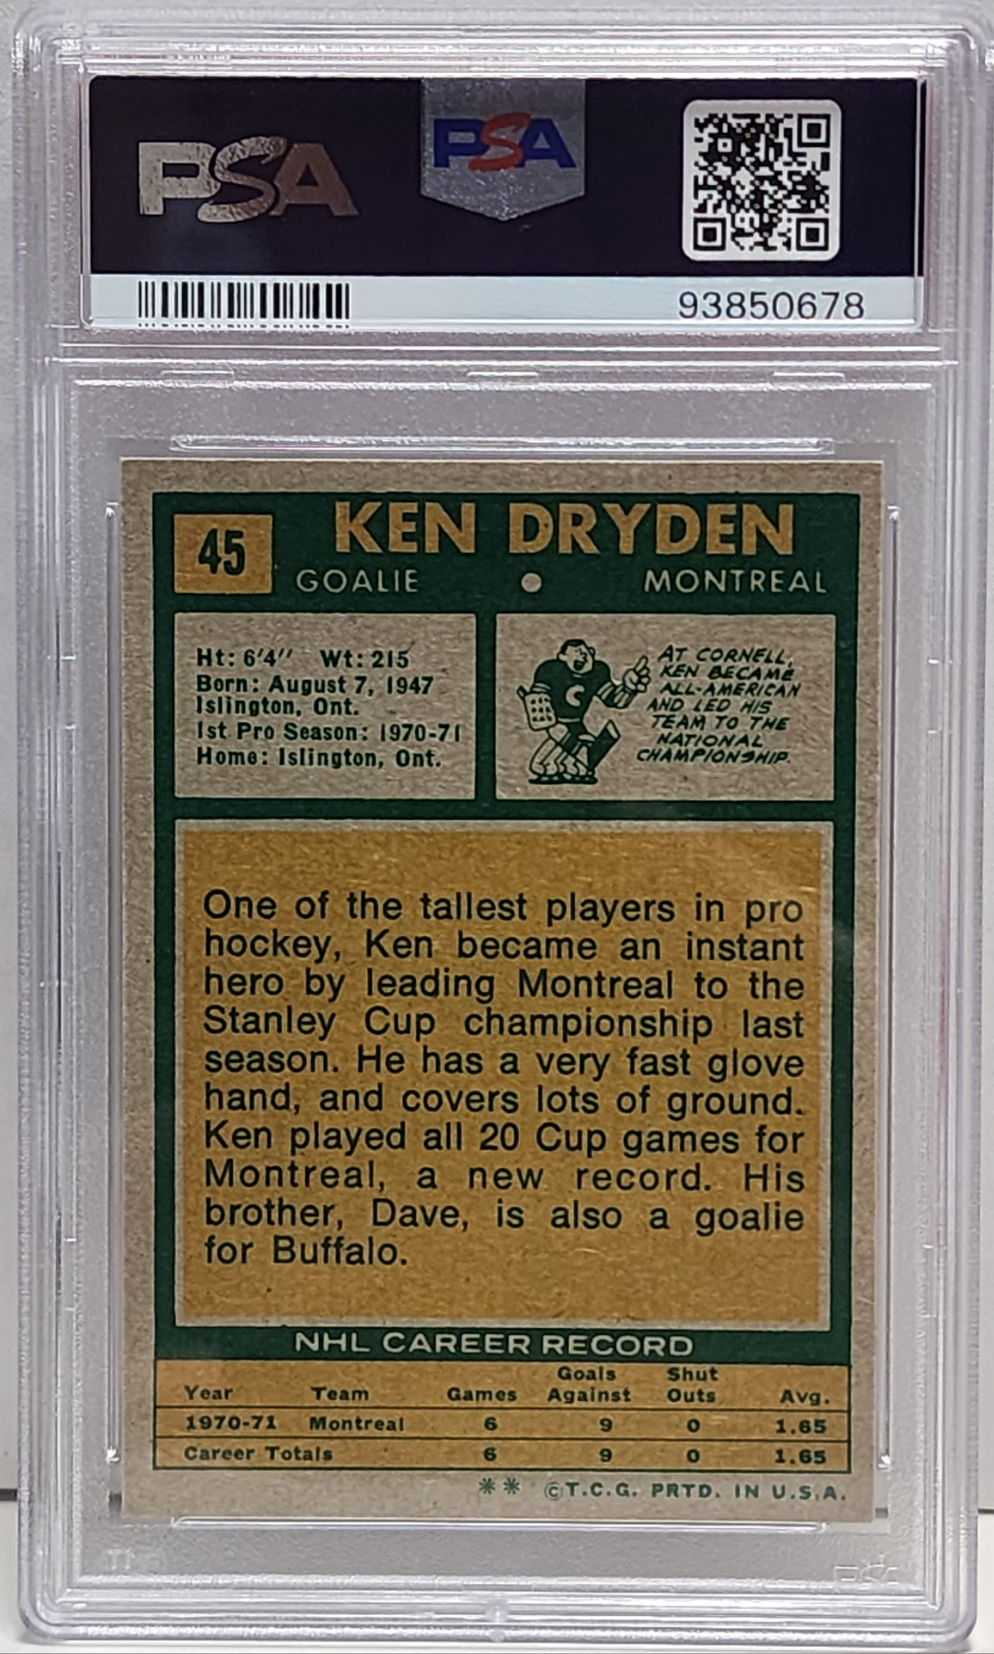 PSA
PSA
93850678
45
KEN DRYDEN
GOALIE ● MONTREAL
Ht: 6'4'' Wt: 215
Born: August 7, 1947
Islington, Ont.
1st Pro Season: 1970-71
Home: Islington, Ont.
C
AT CORNELL,
KEN BECAME
ALL-AMERICAN
AND LED HIS
TEAM TO THE
NATIONAL
CHAMPIONSHIP.
One of the tallest players in pro
hockey, Ken became an instant
hero by leading Montreal to the
Stanley Cup championship last
season. He has a very fast glove
hand, and covers lots of ground.
Ken played all 20 Cup games for
Montreal, a new record. His
brother, Dave, is also a goalie
for Buffalo.
NHL CAREER RECORD
Year Team Games Goals Against Shut Outs Avg.
1970-71 Montreal 6 9 0 1.65
Career Totals 6 9 0 1.65
** ©T.C.G. PRTD. IN U.S.A.
PSA